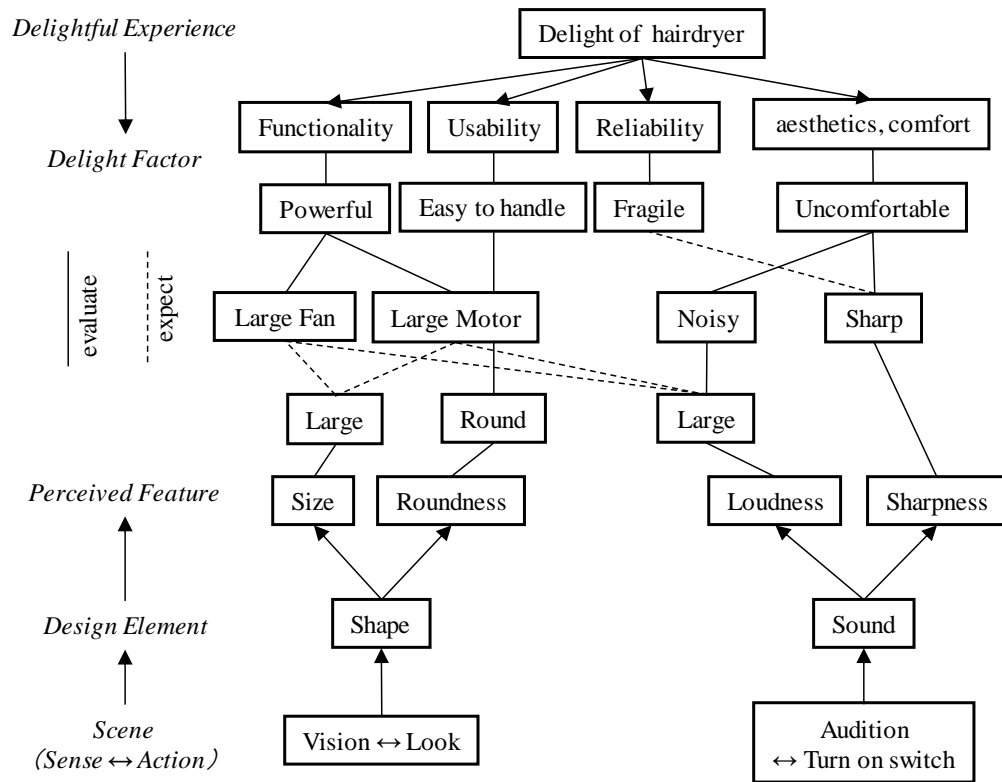 Delightful Experience
Delight of hairdryer
Functionality
Usability
Reliability
aesthetics, comfort
Delight Factor
Powerful
Easy to handle
Fragile
Uncomfortable
evaluate
expect
Large Fan
Large Motor
Noisy
Sharp
Large
Round
Large
Perceived Feature
Size
Roundness
Loudness
Sharpness
Design Element
Shape
Sound
Scene
(Sense ↔ Action)
Vision ↔ Look
Audition
↔ Turn on switch